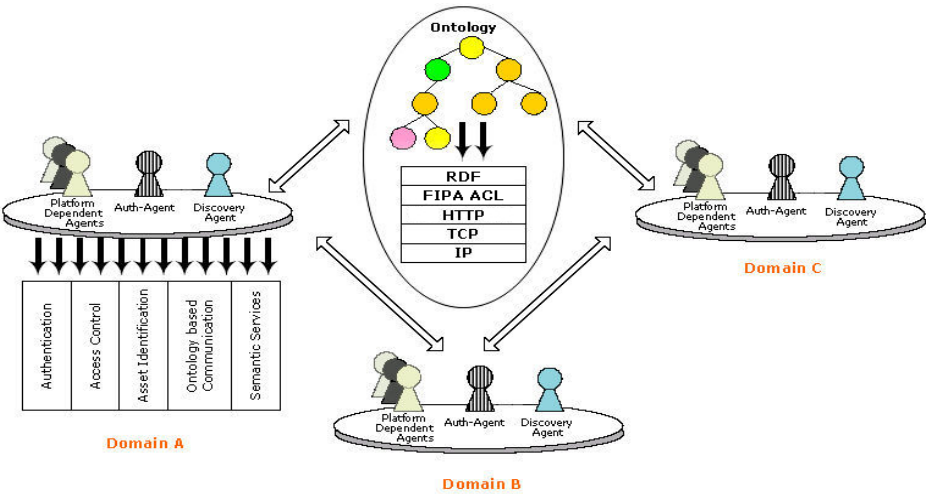 Ontology
RDF
FIPA ACL
HTTP
TCP
IP
Platform
Dependent
Agents
Auth-Agent
Discovery
Agent
Authentication
Access Control
Asset Identification
Ontology based
Communication
Semantic Services
Domain A
Platform
Dependent
Agents
Auth-Agent
Discovery
Agent
Domain B
Platform
Dependent
Agents
Auth-Agent
Discovery
Agent
Domain C